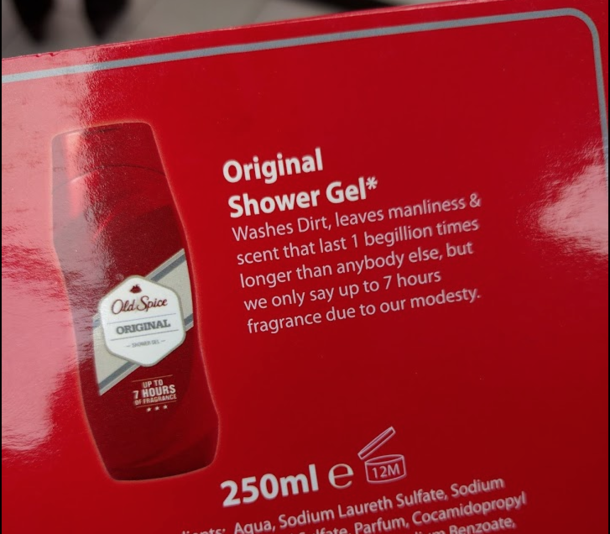 Original
Shower Gel*
Washes Dirt, leaves manliness &
scent that last 1 begillion times
longer than anybody else, but
we only say up to 7 hours
fragrance due to our modesty.
Old Spice
ORIGINAL
SHOWER GEL
UP TO
7 HOURS
OF FRAGRANCE
250ml e 12M
Aqua, Sodium Laureth Sulfate, Sodium
Parfum, Cocamidopropyl
Benzoate,